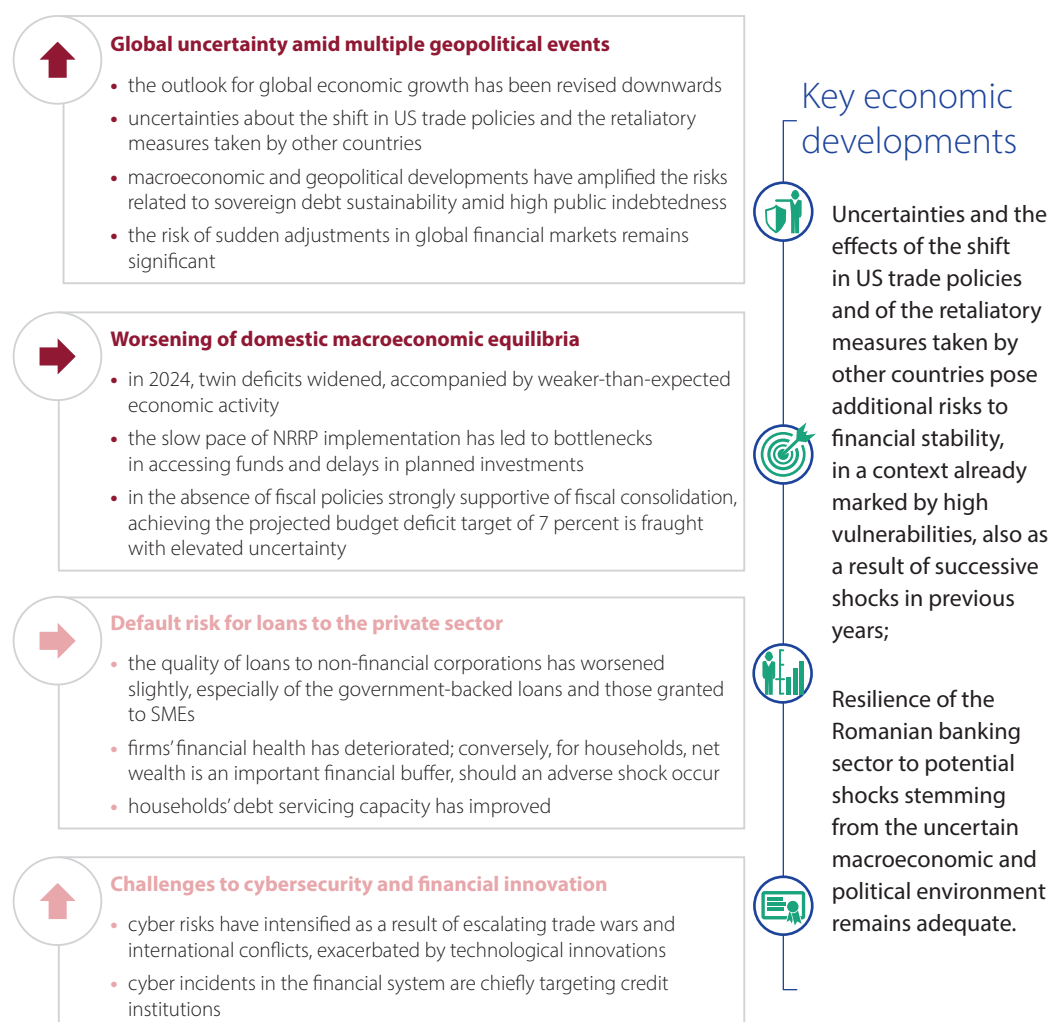 Global uncertainty amid multiple geopolitical events
• the outlook for global economic growth has been revised downwards
• uncertainties about the shift in US trade policies and the retaliatory
measures taken by other countries
• macroeconomic and geopolitical developments have amplified the risks
related to sovereign debt sustainability amid high public indebtedness
• the risk of sudden adjustments in global financial markets remains
significant
Worsening of domestic macroeconomic equilibria
• in 2024, twin deficits widened, accompanied by weaker-than-expected
economic activity
• the slow pace of NRRP implementation has led to bottlenecks
in accessing funds and delays in planned investments
• in the absence of fiscal policies strongly supportive of fiscal consolidation,
achieving the projected budget deficit target of 7 percent is fraught
with elevated uncertainty
Default risk for loans to the private sector
• the quality of loans to non-financial corporations has worsened
slightly, especially of the government-backed loans and those granted
to SMEs
• firms' financial health has deteriorated; conversely, for households, net
wealth is an important financial buffer, should an adverse shock occur
• households' debt servicing capacity has improved
Challenges to cybersecurity and financial innovation
• cyber risks have intensified as a result of escalating trade wars and
international conflicts, exacerbated by technological innovations
• cyber incidents in the financial system are chiefly targeting credit
institutions
Key economic
developments
Uncertainties and the
effects of the shift
in US trade policies
and of the retaliatory
measures taken by
other countries pose
additional risks to
financial stability,
in a context already
marked by high
vulnerabilities, also as
a result of successive
shocks in previous
years;
Resilience of the
Romanian banking
sector to potential
shocks stemming
from the uncertain
macroeconomic and
political environment
remains adequate.